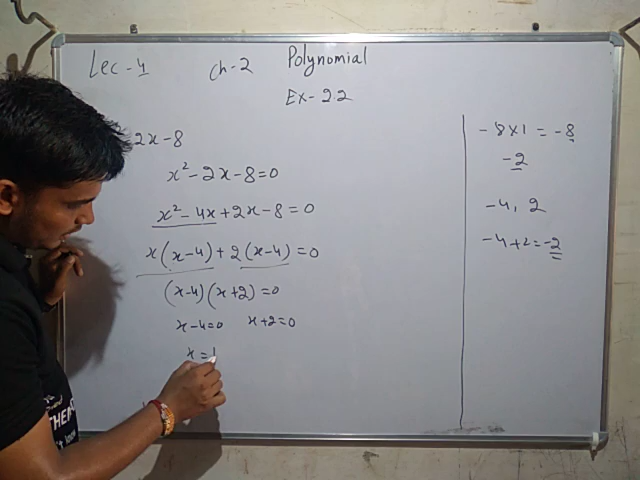 Lec-4 Ch-2 Polynomial
Ex-2.2
2x-8
x²-2x-8=0
x²-4x+2x-8=0
x(x-4)+2(x-4)=0
(x-4)(x+2)=0
x-4=0 x+2=0
x=
-8×1=-8
-2
-4, 2
-4+2=-2